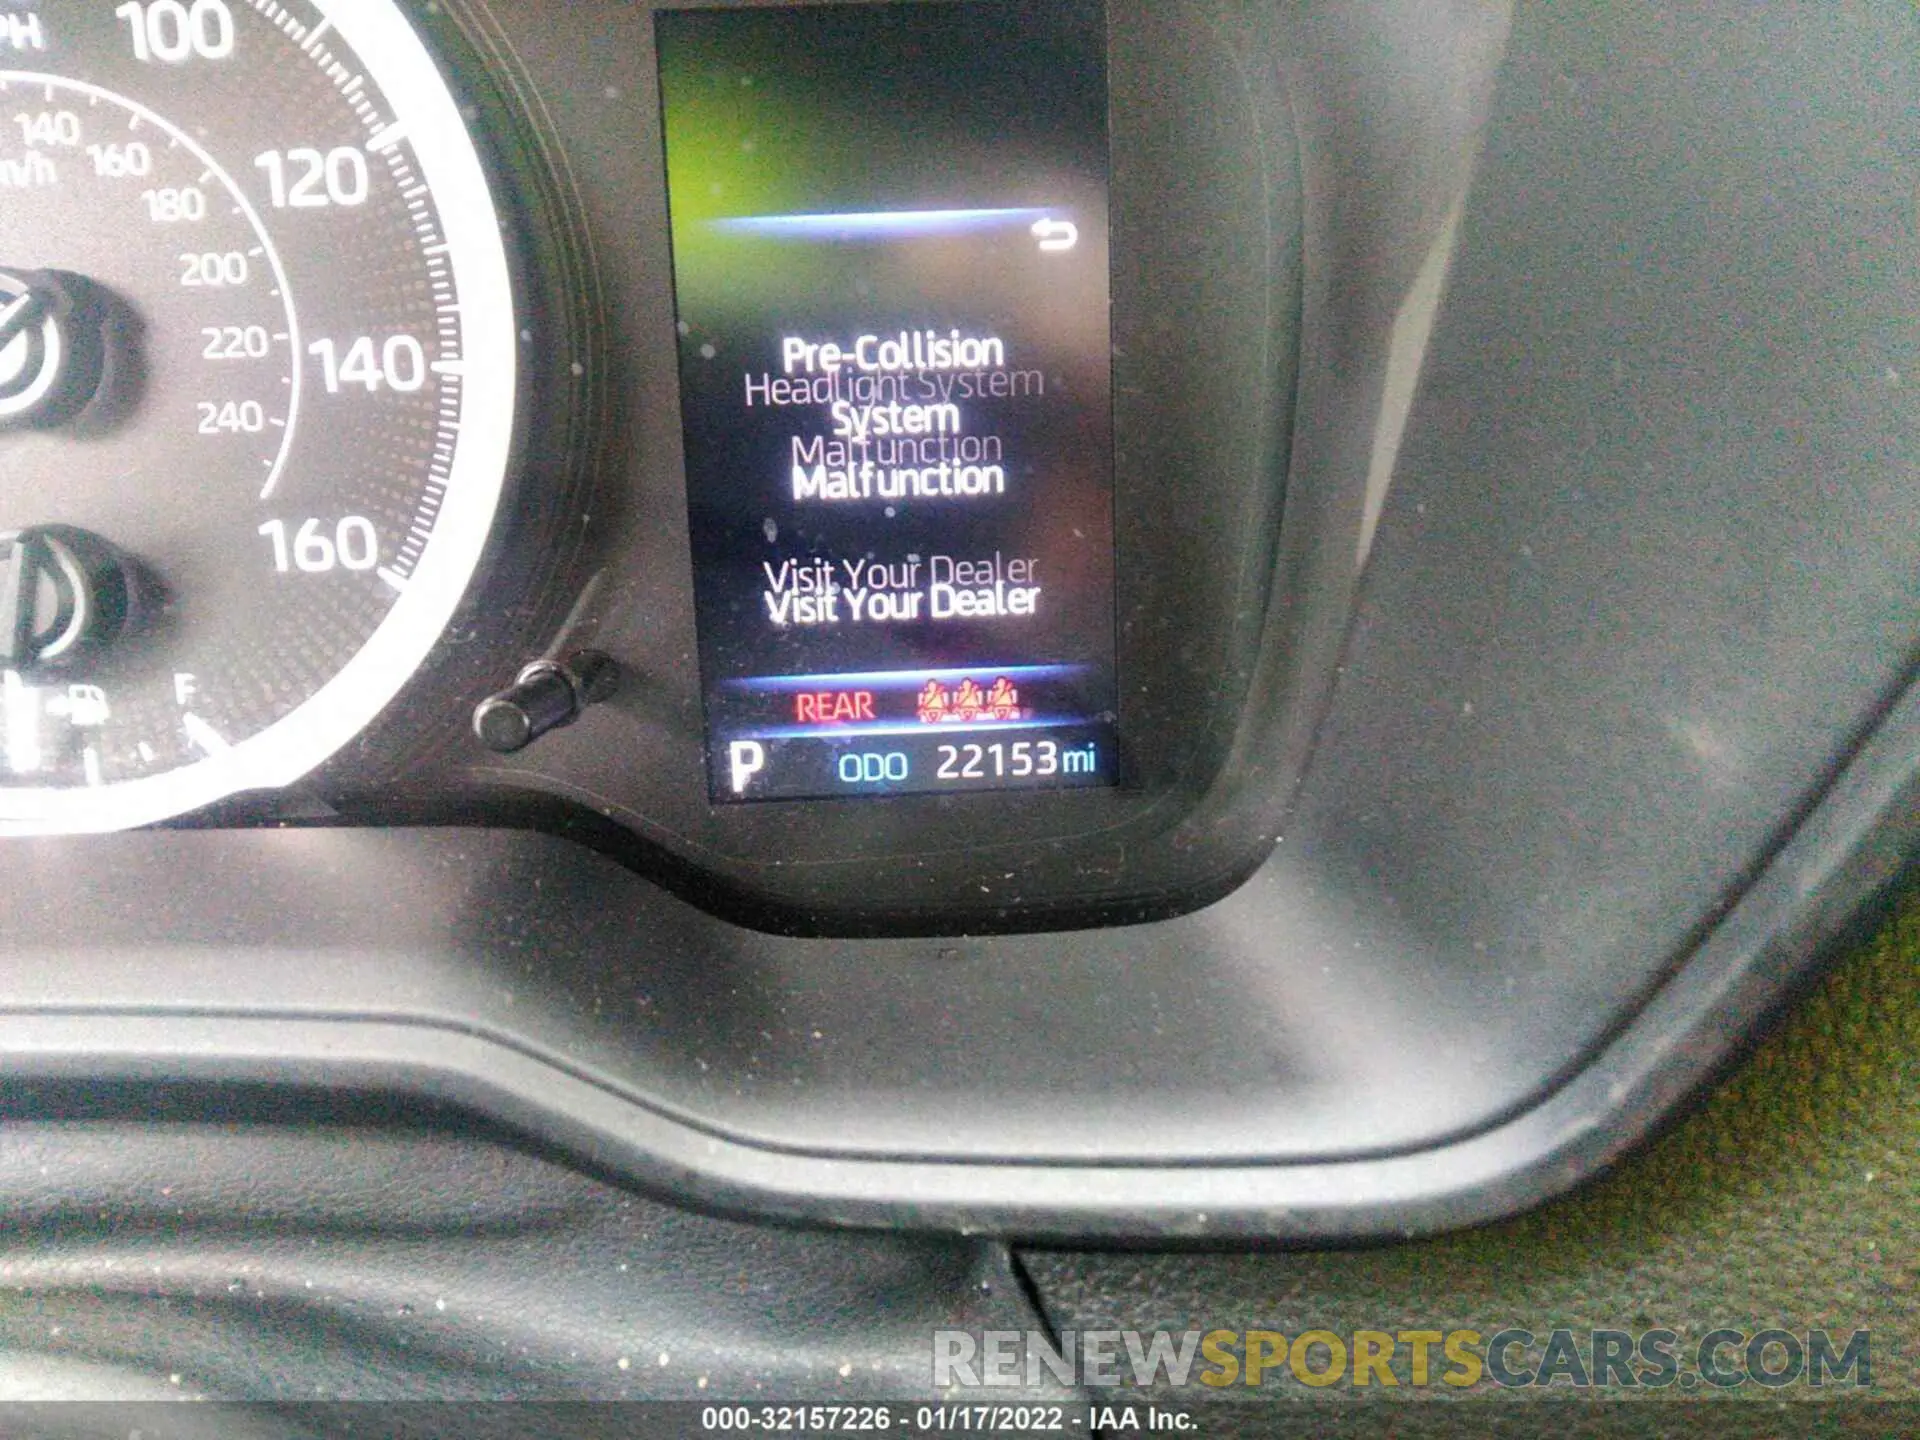 PH
100
140
160
120
180
200
220
140
240
160
F
Pre-Collision
Headlight System
System
Malfunction
Malfunction
Visit Your Dealer
Visit Your Dealer
REAR
P ODO 22153 mi
RENEWSPORTSCARS.COM
000-32157226 - 01/17/2022 - IAA Inc.